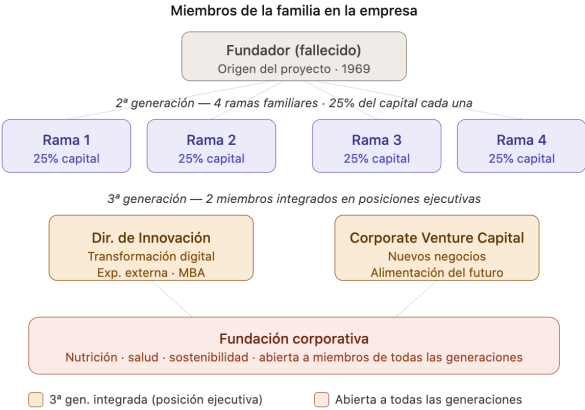 Miembros de la familia en la empresa
Fundador (fallecido)
Origen del proyecto · 1969
2ª generación — 4 ramas familiares · 25% del capital cada una
Rama 1
25% capital
Rama 2
25% capital
Rama 3
25% capital
Rama 4
25% capital
3ª generación — 2 miembros integrados en posiciones ejecutivas
Dir. de Innovación
Transformación digital
Exp. externa · MBA
Corporate Venture Capital
Nuevos negocios
Alimentación del futuro
Fundación corporativa
Nutrición · salud · sostenibilidad · abierta a miembros de todas las generaciones
3ª gen. integrada (posición ejecutiva)
Abierta a todas las generaciones